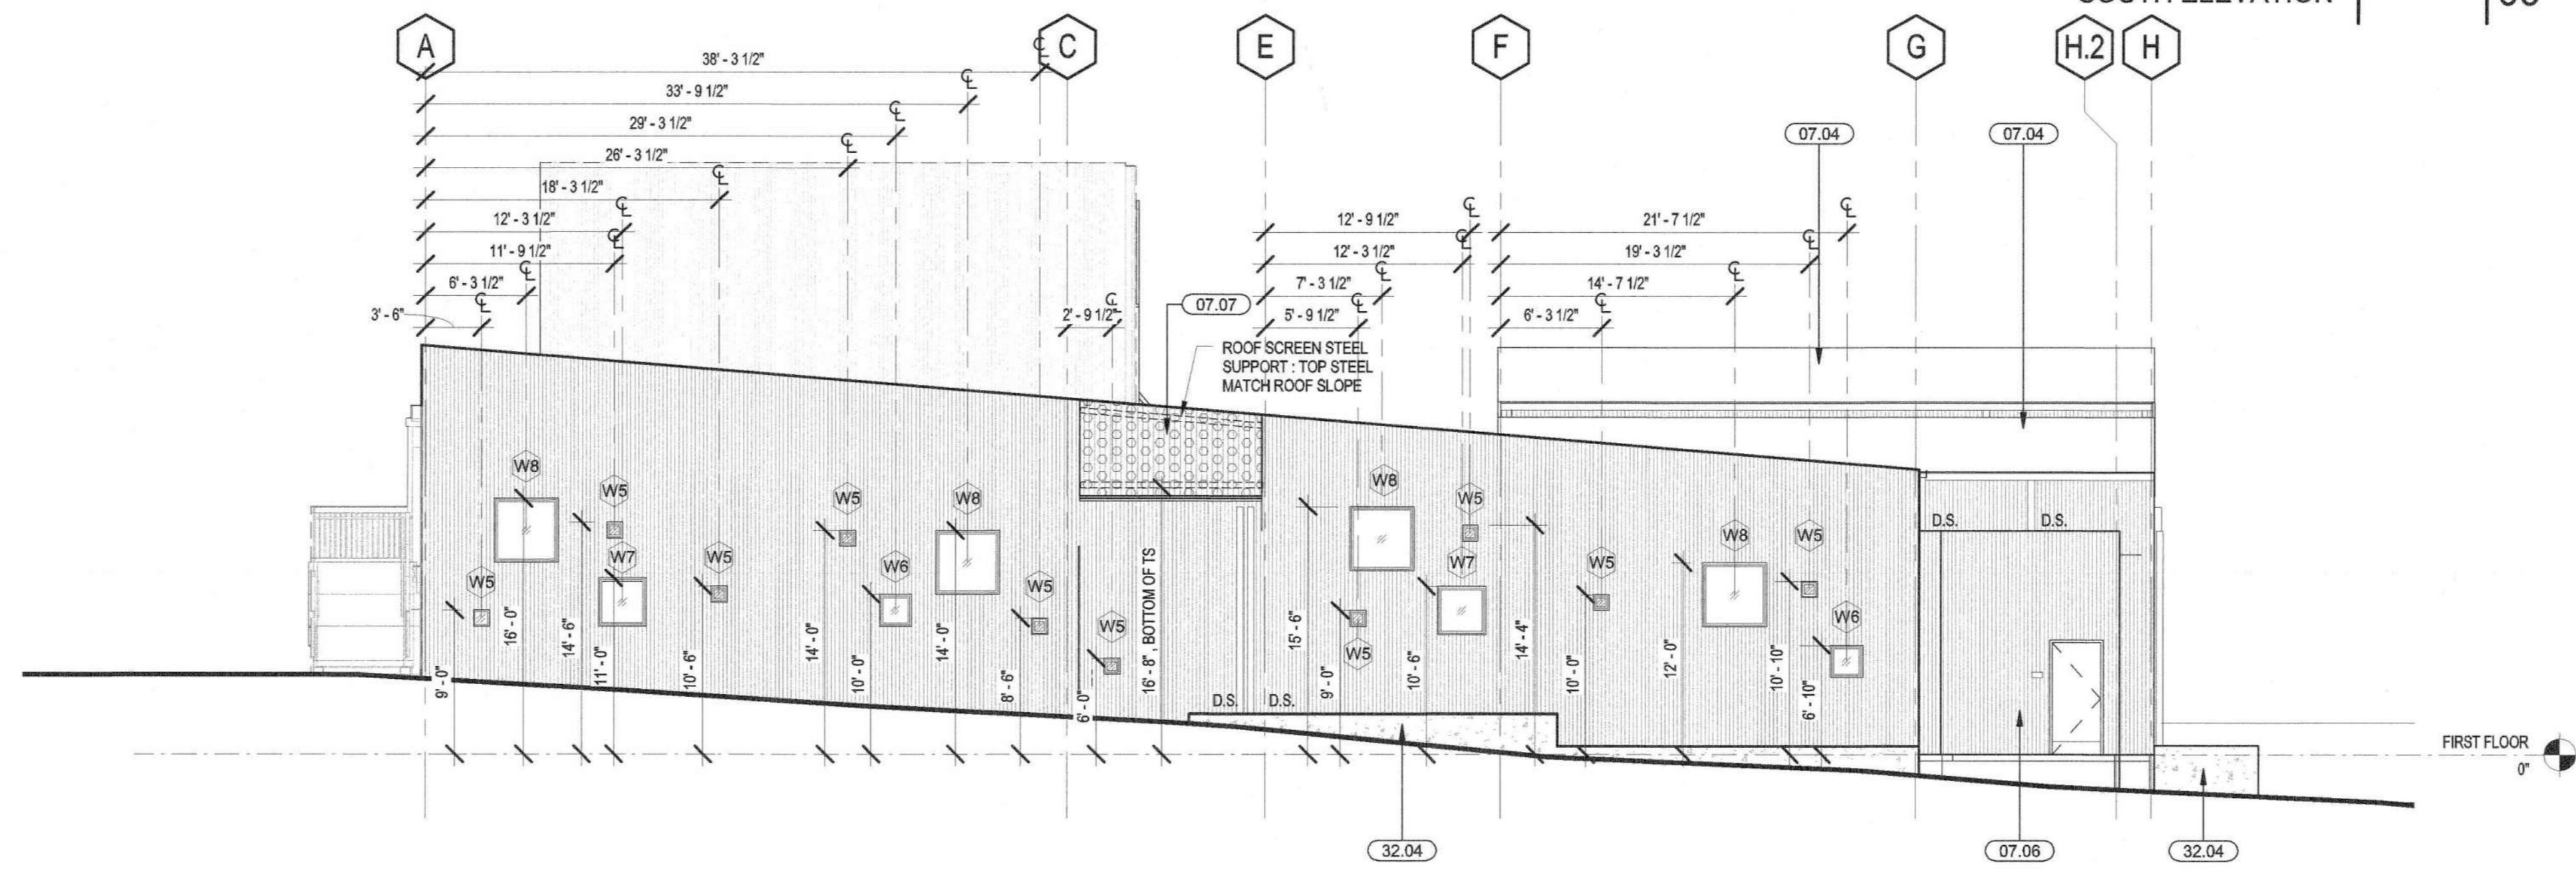 A
C
E
F
G
H.2
H
38' - 3 1/2"
33' - 9 1/2"
29' - 3 1/2"
26' - 3 1/2"
18' - 3 1/2"
12' - 3 1/2"
11' - 9 1/2"
6' - 3 1/2"
3' - 6"
2' - 9 1/2"
07.07
12' - 9 1/2"
12' - 3 1/2"
7' - 3 1/2"
5' - 9 1/2"
21' - 7 1/2"
19' - 3 1/2"
14' - 7 1/2"
6' - 3 1/2"
07.04
07.04
ROOF SCREEN STEEL
SUPPORT : TOP STEEL
MATCH ROOF SLOPE
W8
W5
W5
W7
W5
W5
W6
W8
W5
W5
W8
W5
W7
W5
W5
W8
W5
W6
D.S.
D.S.
9' - 0"
16' - 0"
14' - 6"
11' - 0"
10' - 6"
14' - 0"
10' - 0"
14' - 0"
8' - 6"
6' - 0"
16' - 8", BOTTOM OF TS
D.S.
D.S.
15' - 6"
9' - 0"
10' - 6"
14' - 4"
10' - 0"
12' - 0"
10' - 10"
6' - 10"
FIRST FLOOR
0"
32.04
07.06
32.04